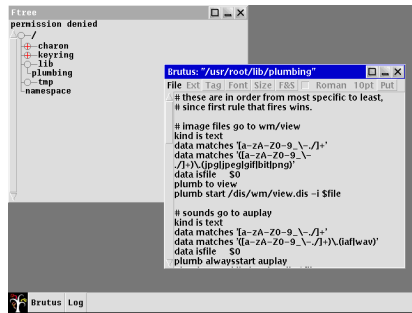 Ftree
permission denied
/
charon
keyring
lib
plumbing
tmp
namespace
Brutus: "/usr/root/lib/plumbing"
File Ext Tag Font Size F&S Roman 10pt Put
# these are in order from most specific to least,
# since first rule that fires wins.
# image files go to wm/view
kind is text
data matches '[a-zA-Z0-9_\-./]+'
data matches '([a-zA-Z0-9_\-
./]+)\.(jpg|jpeg|gif|bit|png)'
data isfile $0
plumb to view
plumb start /dis/wm/view.dis -i $file
# sounds go to auplay
kind is text
data matches '[a-zA-Z0-9_\-./]+'
data matches '([a-zA-Z0-9_\-./]+)\.(iaf|wav)'
data isfile $0
plumb alwaysstart auplay
Brutus Log